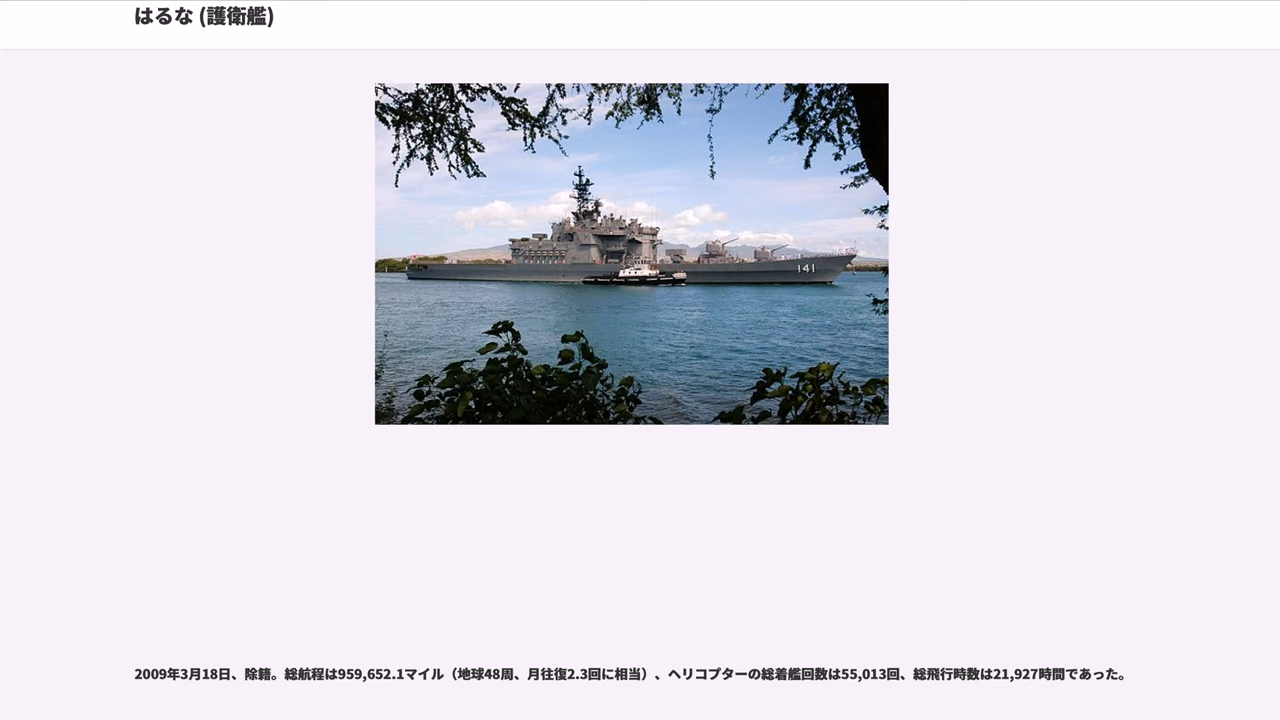 はるな (護衛艦)
141
2009年3月18日、除籍。総航程は959,652.1マイル（地球48周、月往復2.3回に相当）、ヘリコプターの総着艦回数は55,013回、総飛行時数は21,927時間であった。